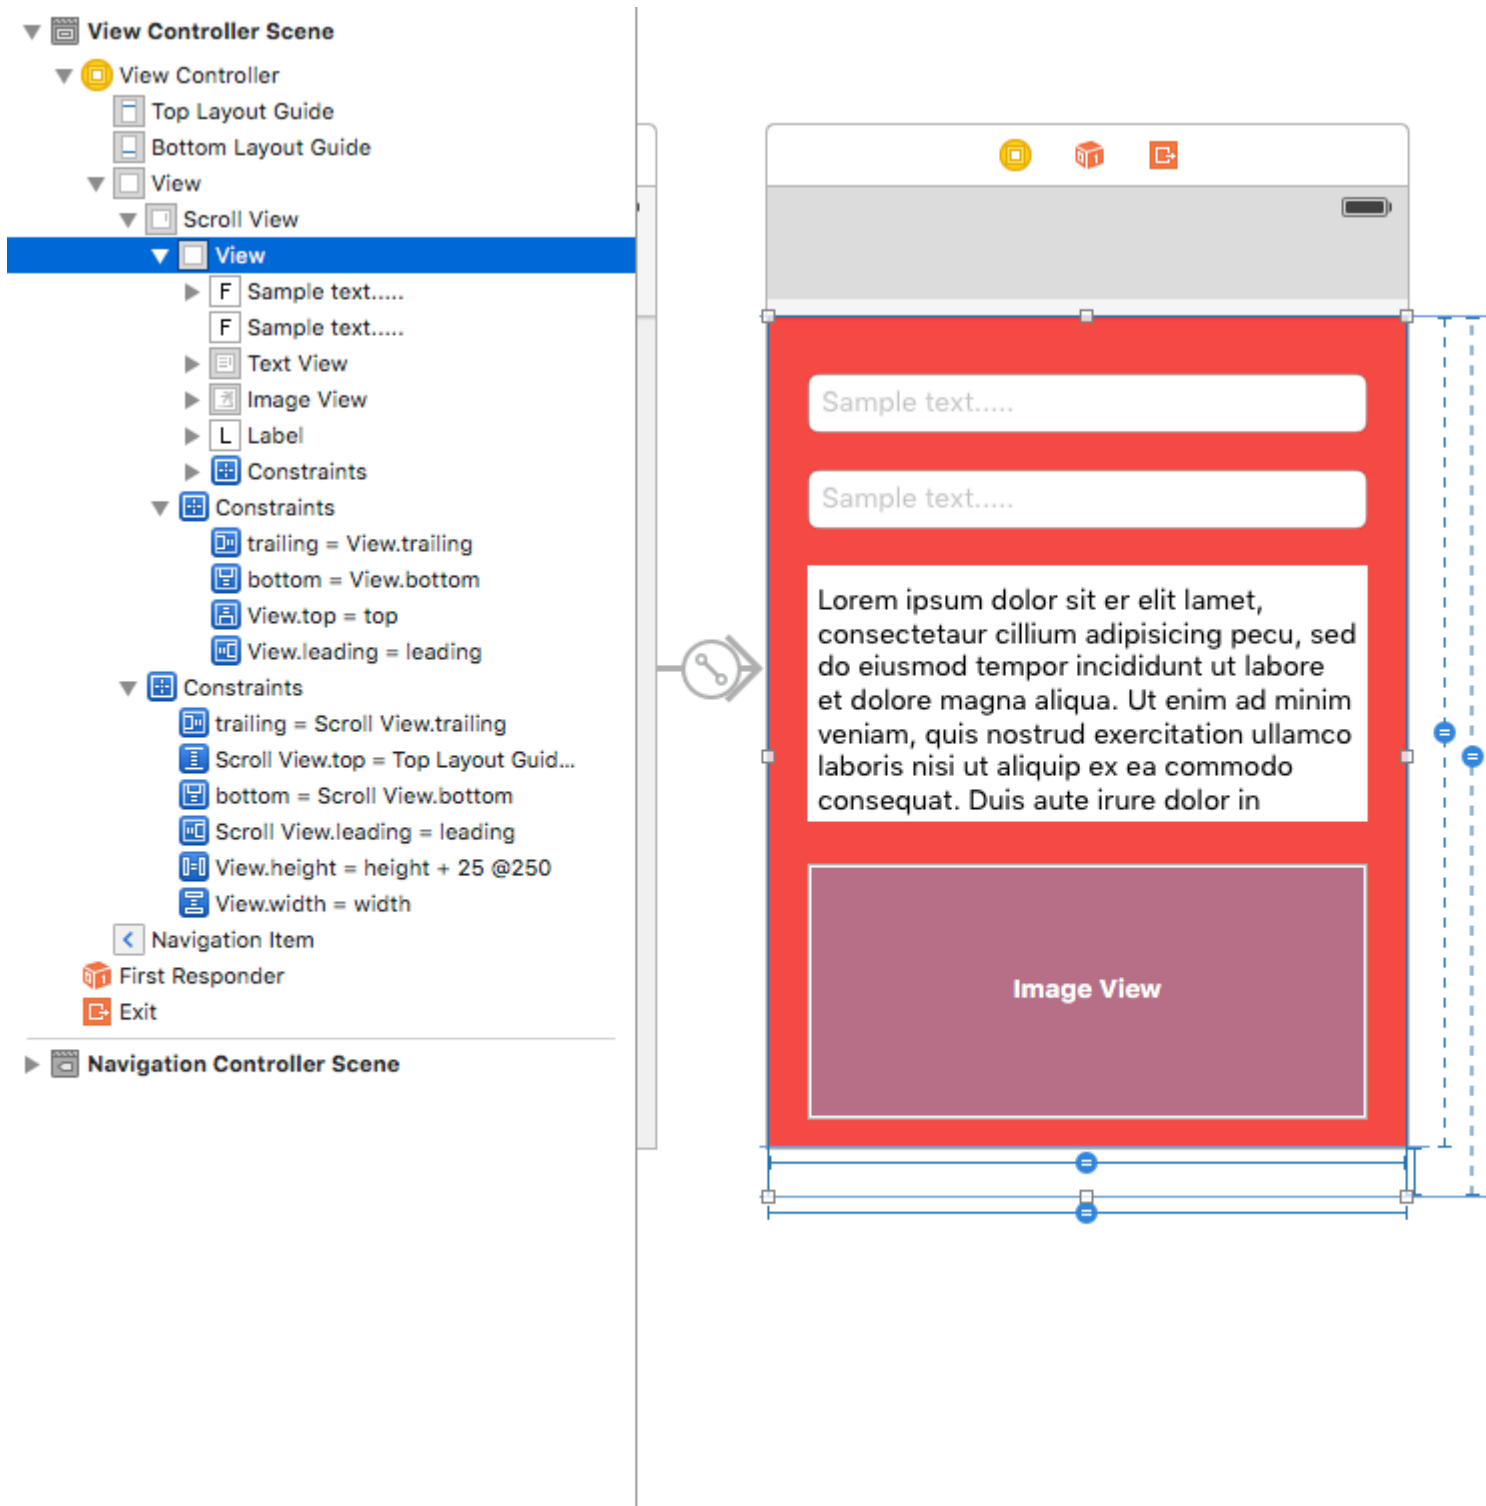 View Controller Scene
View Controller
Top Layout Guide
Bottom Layout Guide
View
Scroll View
View
F Sample text.....
F Sample text.....
Text View
Image View
L Label
Constraints
Constraints
trailing = View.trailing
bottom = View.bottom
View.top = top
View.leading = leading
Constraints
trailing = Scroll View.trailing
Scroll View.top = Top Layout Guid...
bottom = Scroll View.bottom
Scroll View.leading = leading
View.height = height + 25 @250
View.width = width
Navigation Item
First Responder
Exit
Navigation Controller Scene
Sample text.....
Sample text.....
Lorem ipsum dolor sit er elit lamet,
consectetaur cillium adipisicing pecu, sed
do eiusmod tempor incididunt ut labore
et dolore magna aliqua. Ut enim ad minim
veniam, quis nostrud exercitation ullamco
laboris nisi ut aliquip ex ea commodo
consequat. Duis aute irure dolor in
Image View